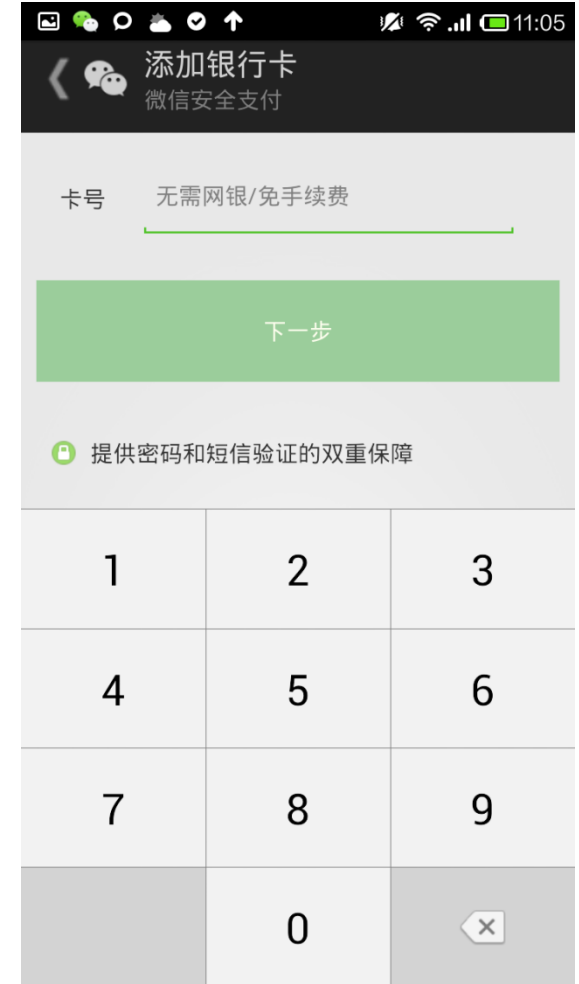 11:05
添加银行卡
微信安全支付
卡号 无需网银/免手续费
下一步
提供密码和短信验证的双重保障
1 2 3
4 5 6
7 8 9
0